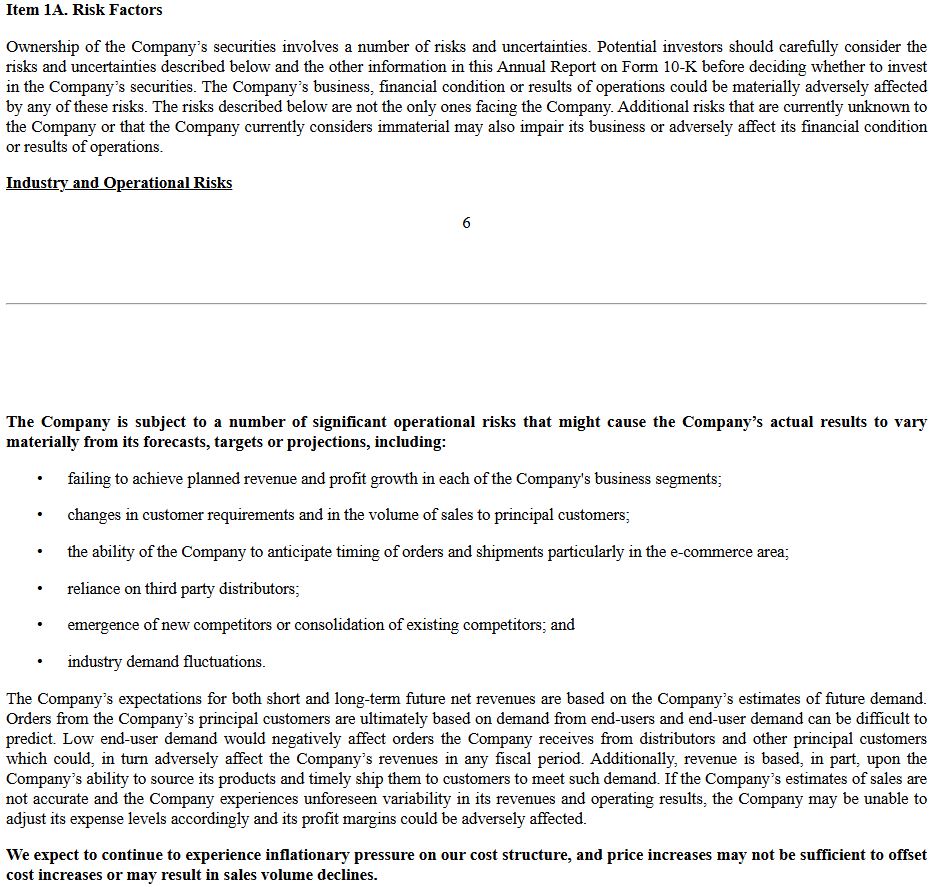 Item 1A. Risk Factors
Ownership of the Company’s securities involves a number of risks and uncertainties. Potential investors should carefully consider the
risks and uncertainties described below and the other information in this Annual Report on Form 10-K before deciding whether to invest
in the Company’s securities. The Company’s business, financial condition or results of operations could be materially adversely affected
by any of these risks. The risks described below are not the only ones facing the Company. Additional risks that are currently unknown to
the Company or that the Company currently considers immaterial may also impair its business or adversely affect its financial condition
or results of operations.
Industry and Operational Risks
6
The Company is subject to a number of significant operational risks that might cause the Company’s actual results to vary
materially from its forecasts, targets or projections, including:
• failing to achieve planned revenue and profit growth in each of the Company's business segments;
• changes in customer requirements and in the volume of sales to principal customers;
• the ability of the Company to anticipate timing of orders and shipments particularly in the e-commerce area;
• reliance on third party distributors;
• emergence of new competitors or consolidation of existing competitors; and
• industry demand fluctuations.
The Company’s expectations for both short and long-term future net revenues are based on the Company’s estimates of future demand.
Orders from the Company’s principal customers are ultimately based on demand from end-users and end-user demand can be difficult to
predict. Low end-user demand would negatively affect orders the Company receives from distributors and other principal customers
which could, in turn adversely affect the Company’s revenues in any fiscal period. Additionally, revenue is based, in part, upon the
Company’s ability to source its products and timely ship them to customers to meet such demand. If the Company’s estimates of sales are
not accurate and the Company experiences unforeseen variability in its revenues and operating results, the Company may be unable to
adjust its expense levels accordingly and its profit margins could be adversely affected.
We expect to continue to experience inflationary pressure on our cost structure, and price increases may not be sufficient to offset
cost increases or may result in sales volume declines.